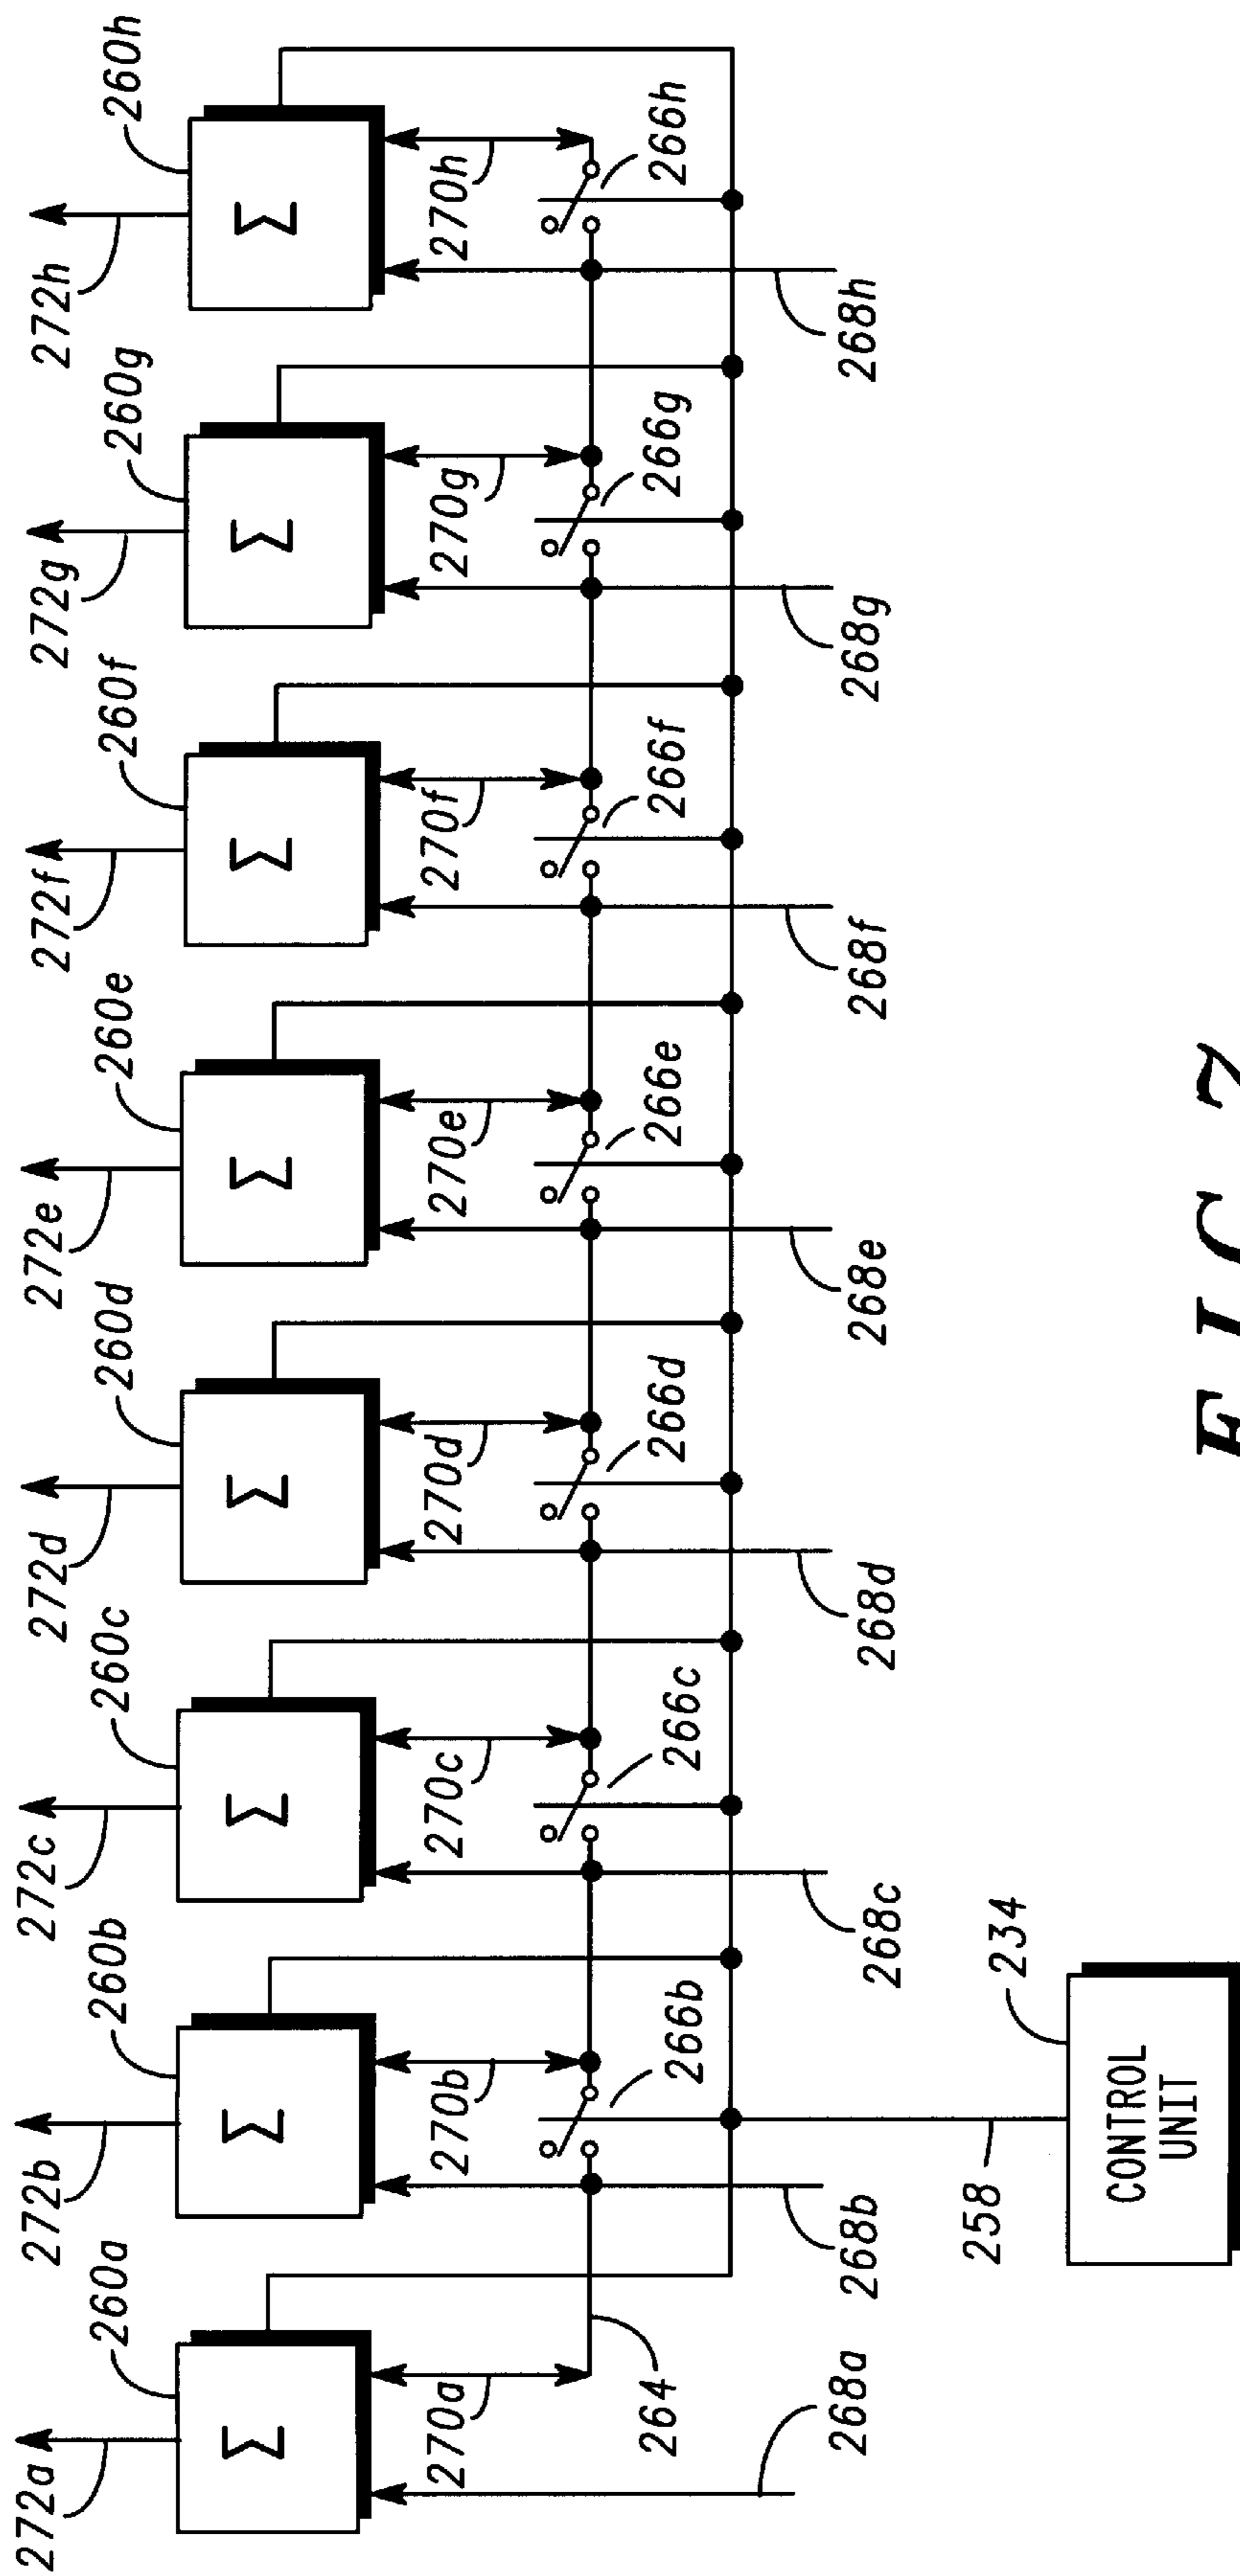 272a
272b
272c
272d
272e
272f
272g
272h
260a
260b
260c
260d
260e
260f
260g
260h
Σ
Σ
Σ
Σ
Σ
Σ
Σ
Σ
270a
270b
270c
270d
270e
270f
270g
270h
264
266b
266c
266d
266e
266f
266g
266h
268a
268b
268c
268d
268e
268f
268g
268h
258
234
CONTROL
UNIT